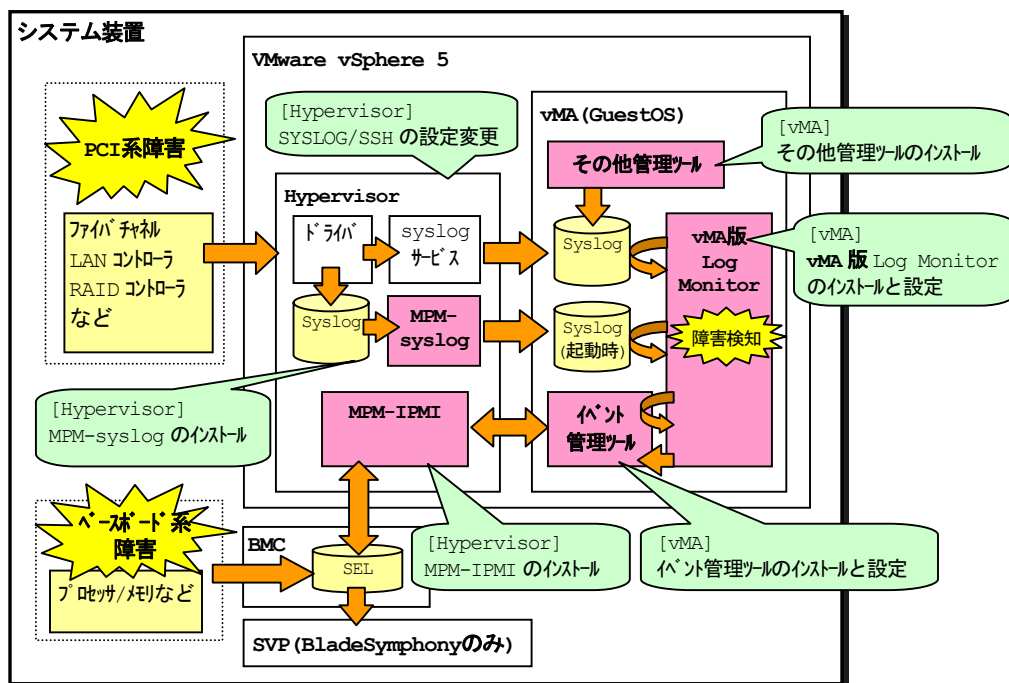 システム装置
VMware vSphere 5
[Hypervisor]
SYSLOG/SSH の設定変更
vMA(GuestOS)
[vMA]
その他管理ツールのインストール
PCI系障害
その他管理ツール
Hypervisor
ファイバチャネル
LAN コントローラ
RAID コントローラ
など
ドライバ
syslog
サービス
Syslog
vMA版
Log
Monitor
[vMA]
vMA 版 Log Monitor
のインストールと設定
Syslog
MPM-
syslog
Syslog
(起動時)
障害検知
[Hypervisor]
MPM-syslog のインストール
MPM-IPMI
イベント
管理ツール
ベースボード系
障害
プロセッサ/メモリなど
BMC
SEL
[Hypervisor]
MPM-IPMI のインストール
[vMA]
イベント管理ツールのインストールと設定
SVP(BladeSymphonyのみ)